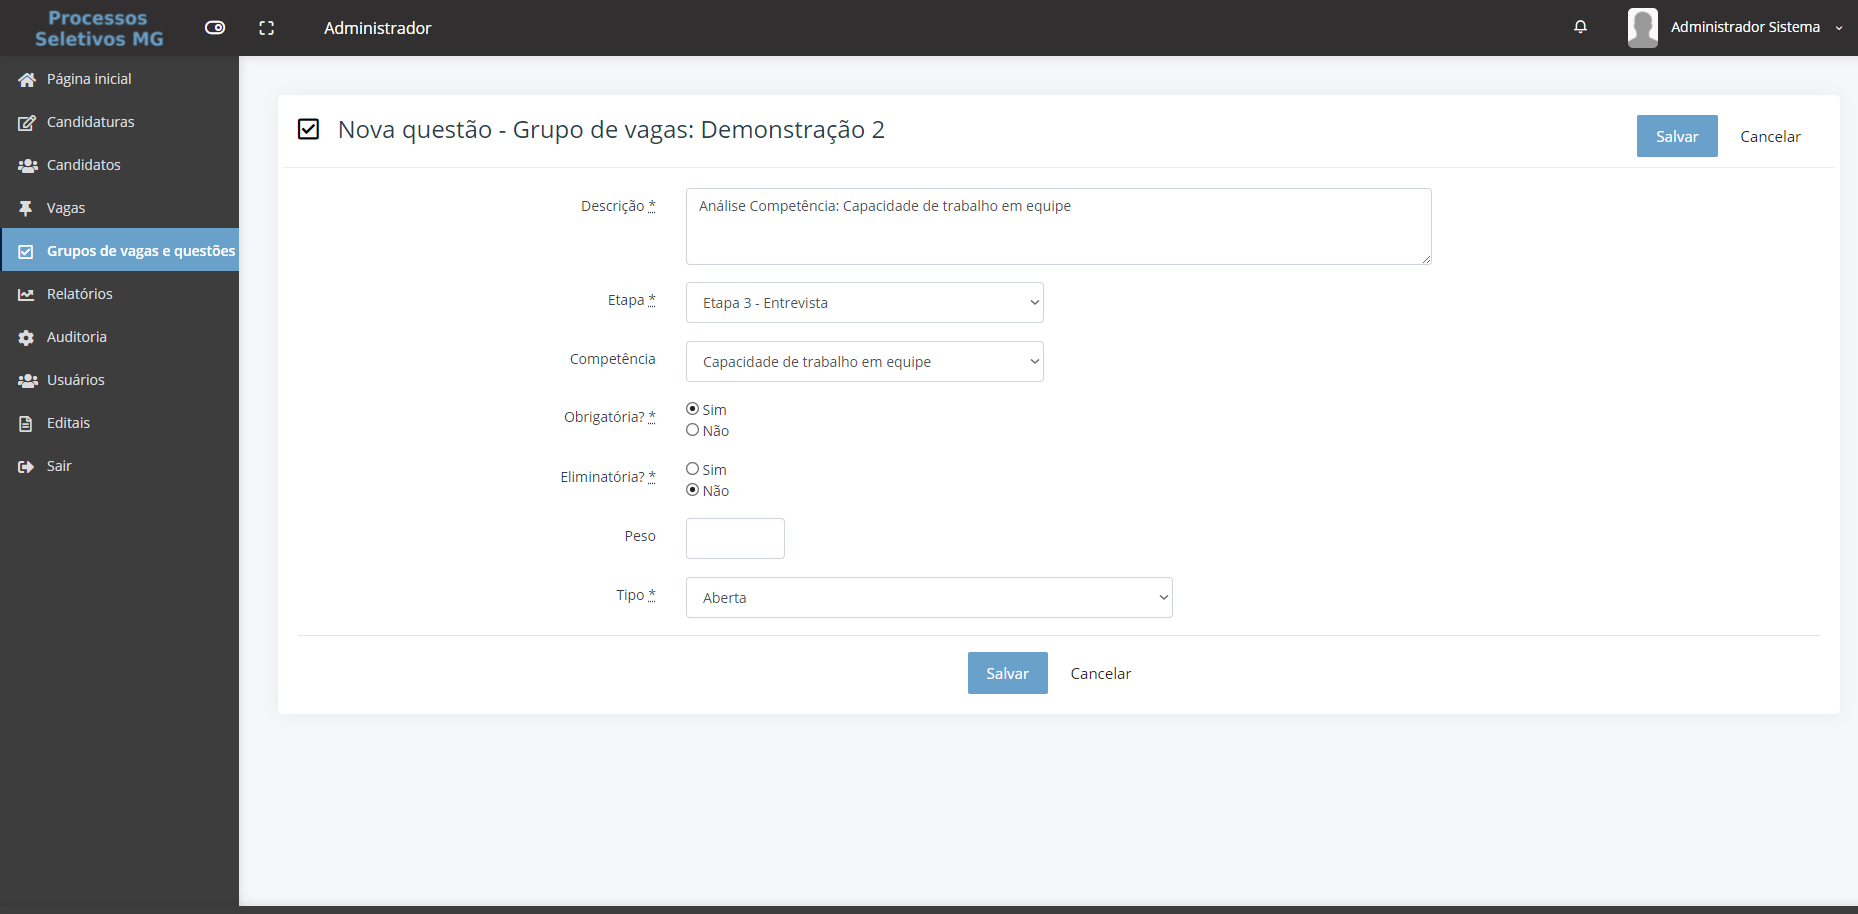 Processos
Seletivos MG
Administrador
Administrador Sistema
Página inicial
Candidaturas
Candidatos
Vagas
Grupos de vagas e questões
Relatórios
Auditoria
Usuários
Editais
Sair
Nova questão - Grupo de vagas: Demonstração 2
Salvar
Cancelar
Descrição *
Análise Competência: Capacidade de trabalho em equipe
Etapa *
Etapa 3 - Entrevista
Competência
Capacidade de trabalho em equipe
Obrigatória? *
Sim
Não
Eliminatória? *
Sim
Não
Peso
Tipo *
Aberta
Salvar
Cancelar